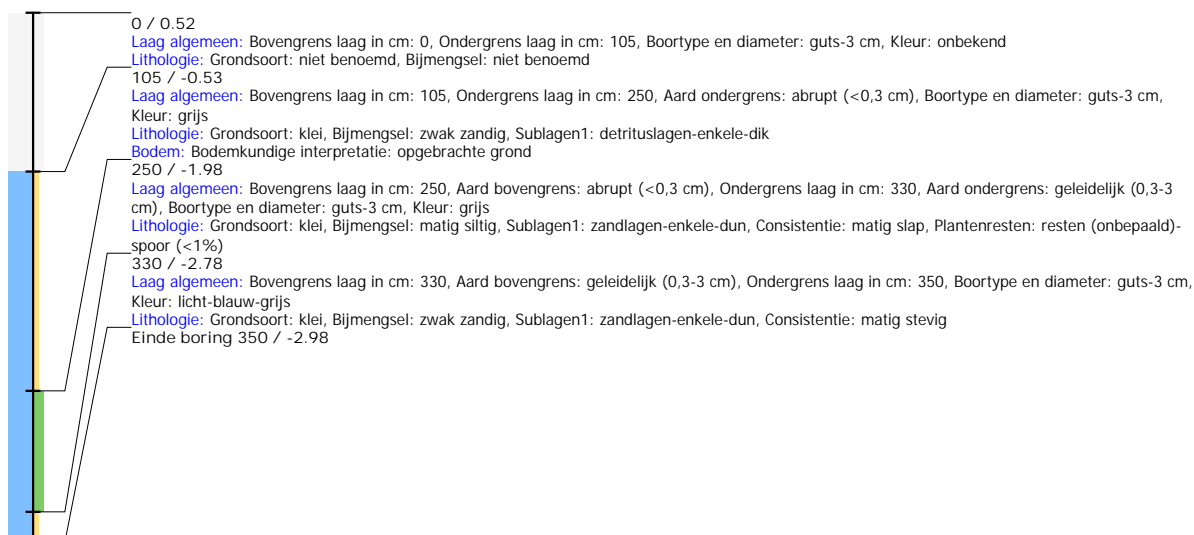 0 / 0.52
Laag algemeen: Bovengrens laag in cm: 0, Ondergrens laag in cm: 105, Boortype en diameter: guts-3 cm, Kleur: onbekend
Lithologie: Grondsoort: niet benoemd, Bijmengsel: niet benoemd
105 / -0.53
Laag algemeen: Bovengrens laag in cm: 105, Ondergrens laag in cm: 250, Aard ondergrens: abrupt (<0,3 cm), Boortype en diameter: guts-3 cm,
Kleur: grijs
Lithologie: Grondsoort: klei, Bijmengsel: zwak zandig, Sublagen1: detrituslagen-enkele-dik
Bodem: Bodemkundige interpretatie: opgebrachte grond
250 / -1.98
Laag algemeen: Bovengrens laag in cm: 250, Aard bovengrens: abrupt (<0,3 cm), Ondergrens laag in cm: 330, Aard ondergrens: geleidelijk (0,3-3
cm), Boortype en diameter: guts-3 cm, Kleur: grijs
Lithologie: Grondsoort: klei, Bijmengsel: matig siltig, Sublagen1: zandlagen-enkele-dun, Consistentie: matig slap, Plantenresten: resten (onbepaald)-
spoor (<1%)
330 / -2.78
Laag algemeen: Bovengrens laag in cm: 330, Aard bovengrens: geleidelijk (0,3-3 cm), Ondergrens laag in cm: 350, Boortype en diameter: guts-3 cm,
Kleur: licht-blauw-grijs
Lithologie: Grondsoort: klei, Bijmengsel: zwak zandig, Sublagen1: zandlagen-enkele-dun, Consistentie: matig stevig
Einde boring 350 / -2.98